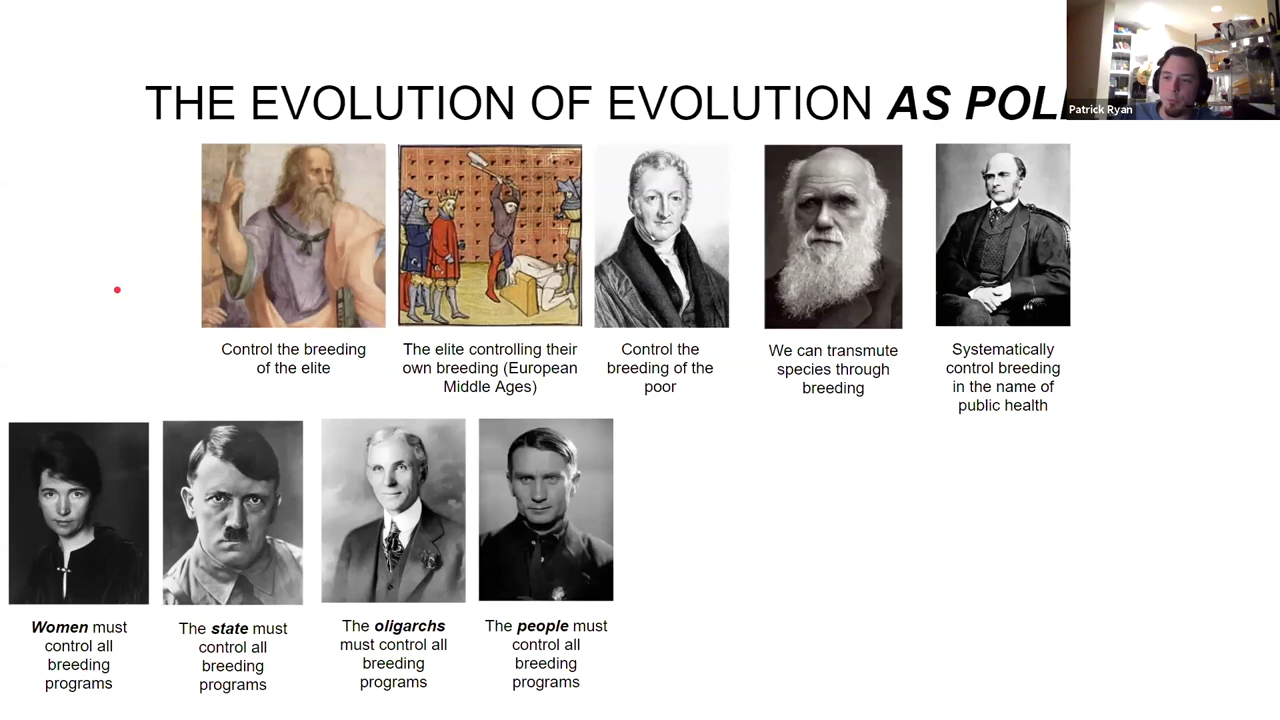 THE EVOLUTION OF EVOLUTION AS
Patrick Ryan
Control the breeding
of the elite
The elite controlling their
own breeding (European
Middle Ages)
Control the
breeding of the
poor
We can transmute
species through
breeding
Systematically
control breeding
in the name of
public health
Women must
control all
breeding
programs
The state must
control all
breeding
programs
The oligarchs
must control all
breeding
programs
The people must
control all
breeding
programs